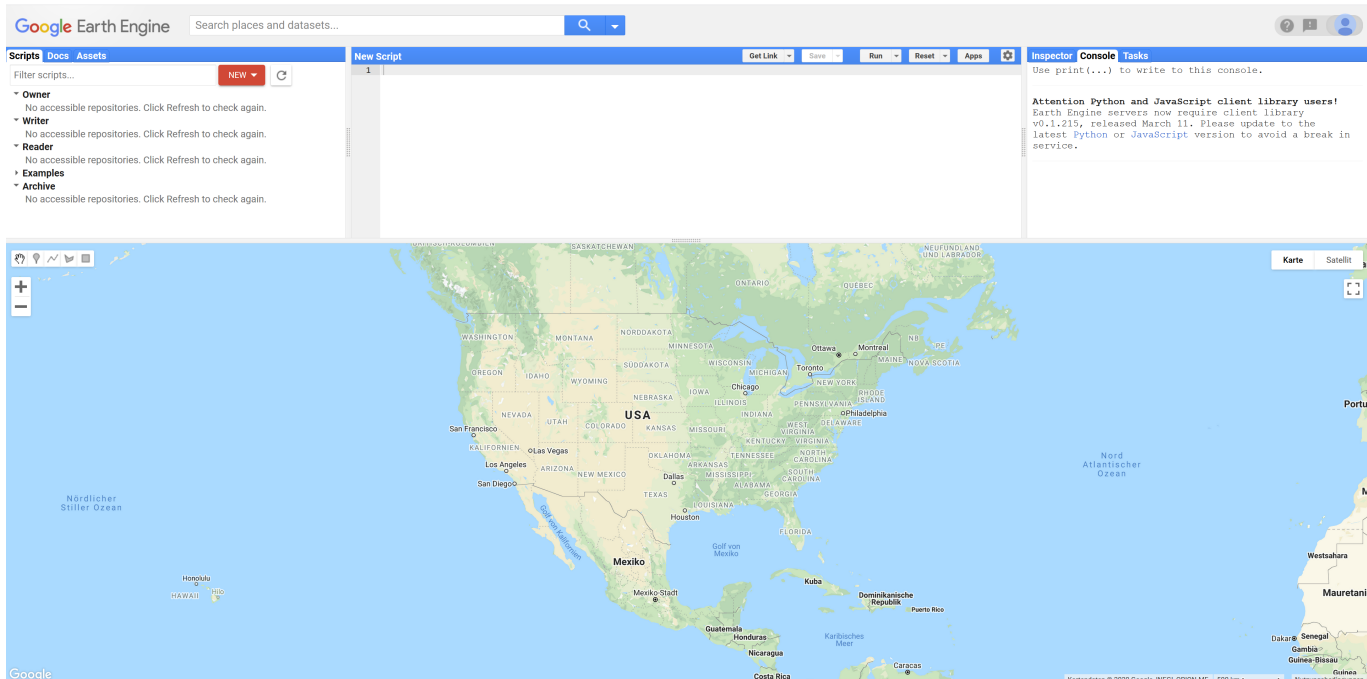 Google Earth Engine
Search places and datasets...
Scripts Docs Assets
Filter scripts...
NEW
Owner
No accessible repositories. Click Refresh to check again.
Writer
No accessible repositories. Click Refresh to check again.
Reader
No accessible repositories. Click Refresh to check again.
Examples
Archive
No accessible repositories. Click Refresh to check again.
New Script
Get Link Save Run Reset Apps
1
Inspector Console Tasks
Use print(...) to write to this console.
Attention Python and JavaScript client library users!
Earth Engine servers now require client library
v0.1.215, released March 11. Please update to the
latest Python or JavaScript version to avoid a break in
service.
Karte Satellit
SASKATCHEWAN
NEUFUNDLAND
UND LABRADOR
ONTARIO
QUÉBEC
WASHINGTON
MONTANA
NORDDAKOTA
MINNESOTA
Ottawa
Montreal
NB
PE
MAINE
NOVA SCOTIA
OREGON
IDAHO
SÜDDAKOTA
WISCONSIN
MICHIGAN
Toronto
WYOMING
NEW YORK
Chicago
IOWA
NEBRASKA
RHODE
ISLAND
ILLINOIS
PENNSYLVANIA
NEVADA
UTAH
COLORADO
USA
KANSAS
MISSOURI
INDIANA
Philadelphia
WEST
VIRGINIA
DELAWARE
San Francisco
KENTUCKY
VIRGINIA
KALIFORNIEN
Las Vegas
OKLAHOMA
TENNESSEE
NORTH
CAROLINA
Los Angeles
ARIZONA
NEW MEXICO
ARKANSAS
MISSISSIPPI
SOUTH
CAROLINA
San Diego
Dallas
ALABAMA
GEORGIA
TEXAS
LOUISIANA
Houston
FLORIDA
Golf von Kalifornien
Golf von
Mexiko
Mexiko
Mexiko-Stadt
Kuba
Dominikanische
Republik
Puerto Rico
Guatemala
Honduras
Nicaragua
Karibisches
Meer
Caracas
Costa Rica
Nördlicher
Stiller Ozean
Honolulu
HAWAII
Hilo
Nord
Atlantischer
Ozean
Portu
Westsahara
Mauretani
Dakar
Senegal
Gambia
Guinea-Bissau
Guinea
Google